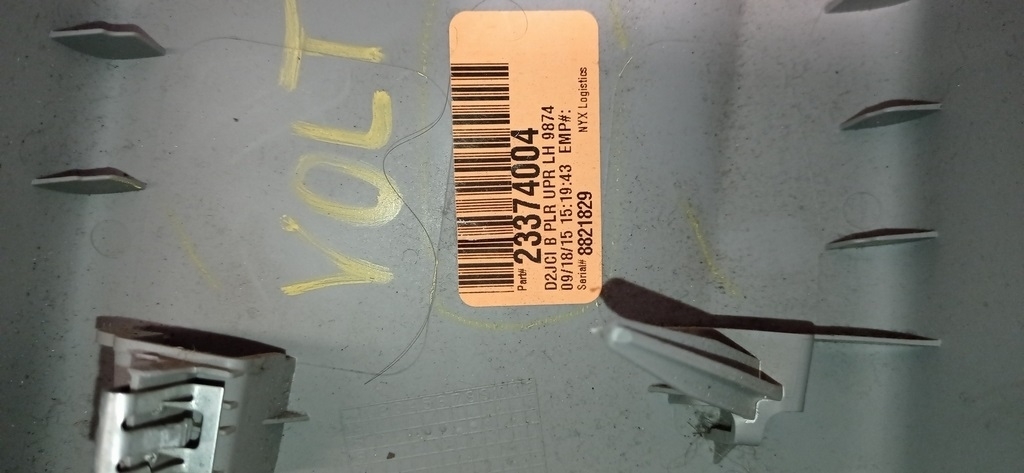 VOLT
Part# 23374004
D2JCI B PLR UPR LH 9874
09/18/15 15:19:43 EMP#:
Serial# 8821829 NYX Logistics